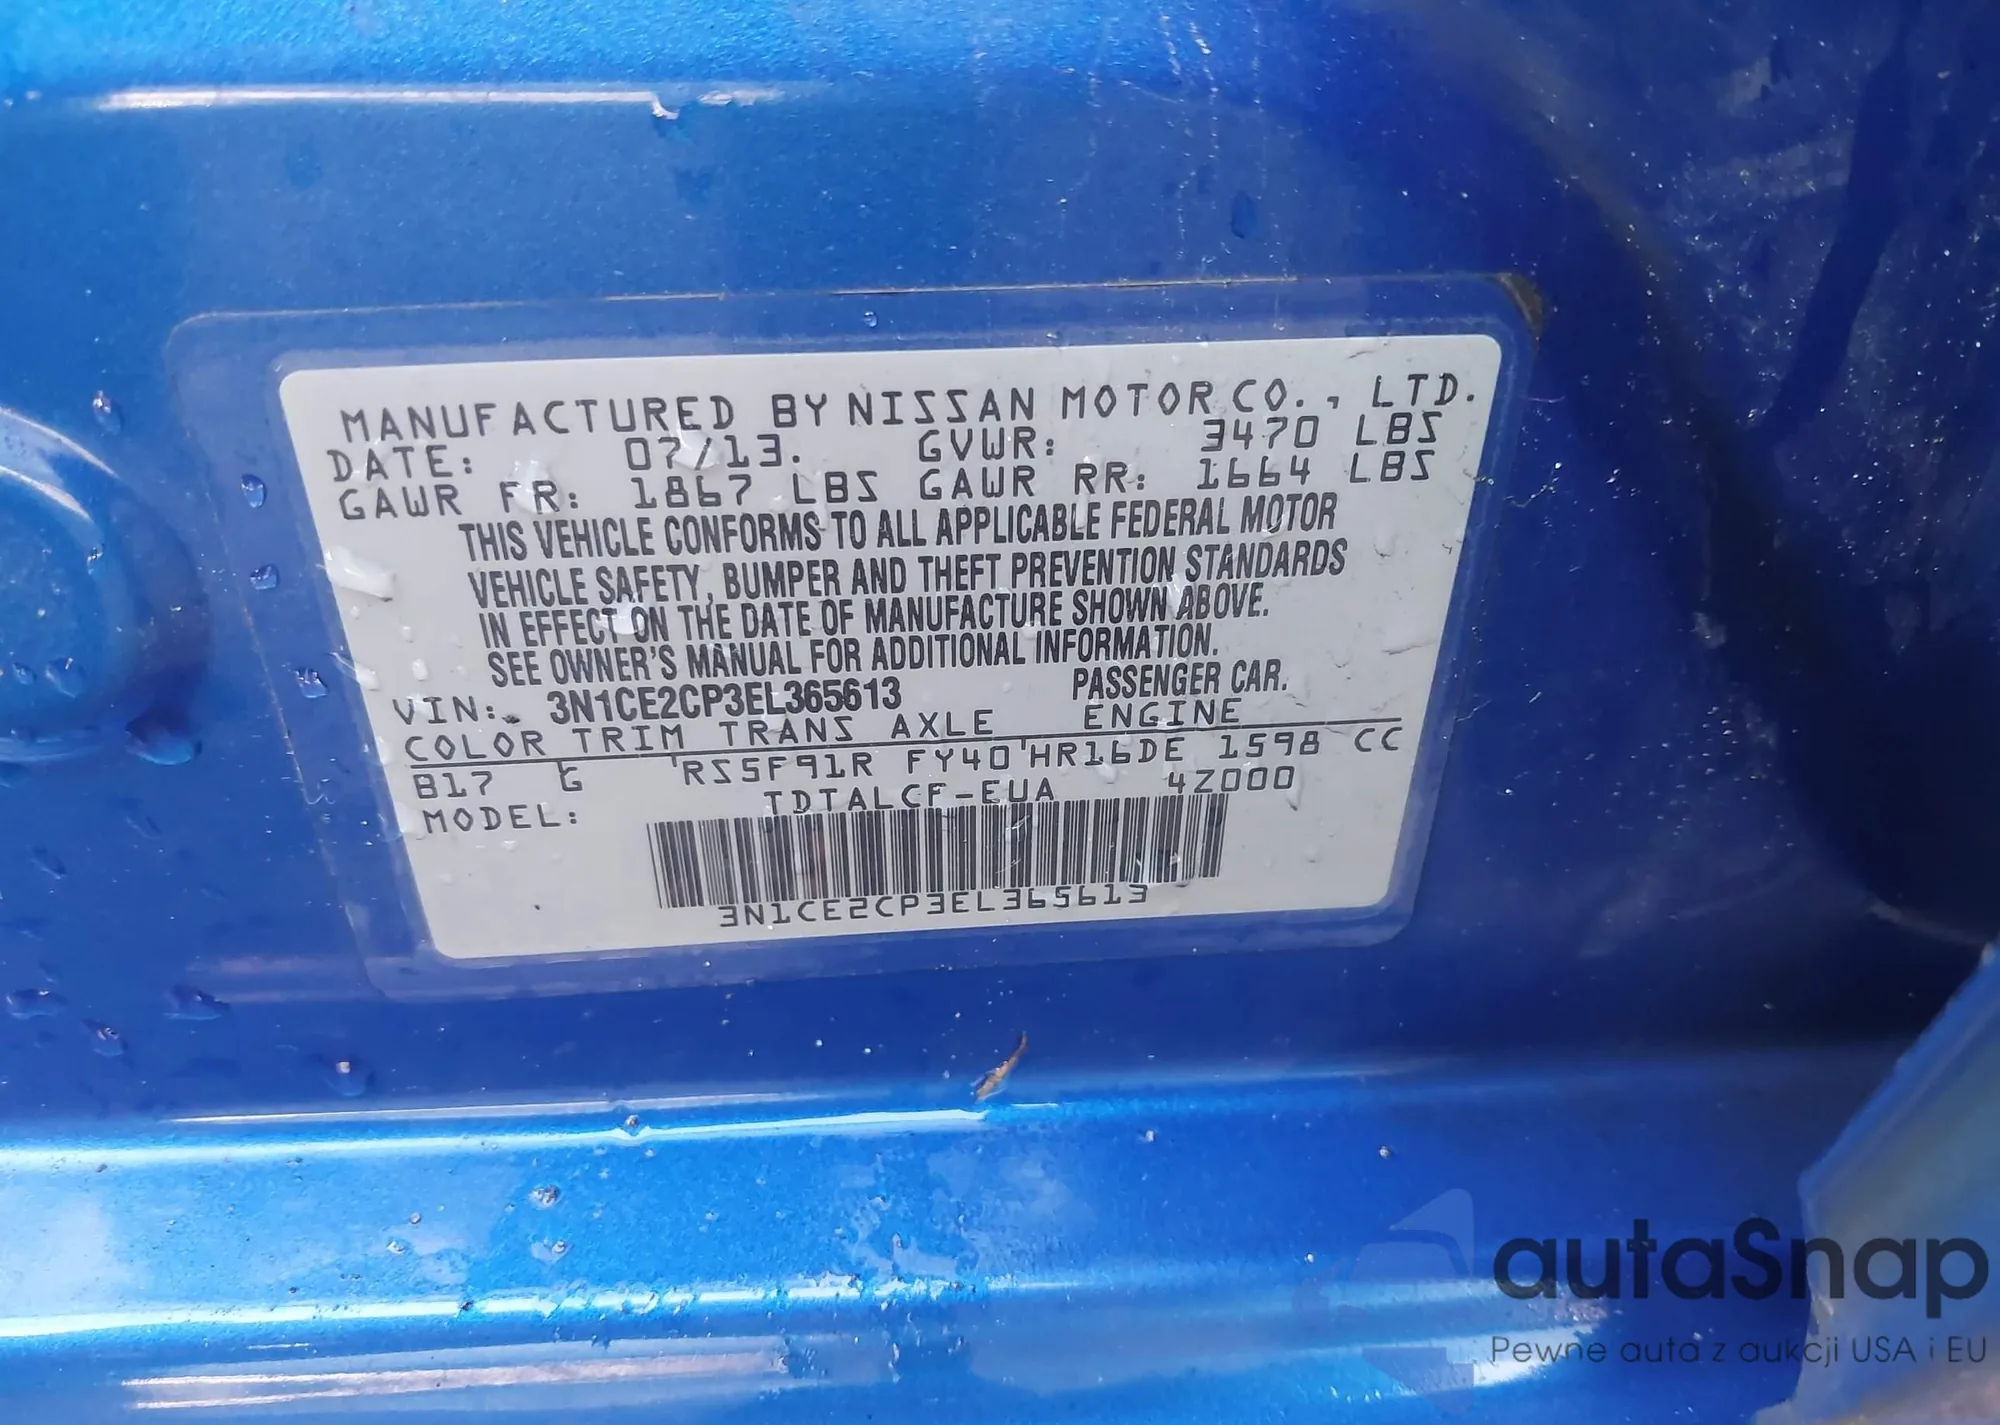 MANUFACTURED BY NISSAN MOTOR CO., LTD.
DATE: 07/13. GVWR: 3470 LBS
GAWR FR: 1867 LBS GAWR RR: 1664 LBS
THIS VEHICLE CONFORMS TO ALL APPLICABLE FEDERAL MOTOR
VEHICLE SAFETY, BUMPER AND THEFT PREVENTION STANDARDS
IN EFFECT ON THE DATE OF MANUFACTURE SHOWN ABOVE.
SEE OWNER'S MANUAL FOR ADDITIONAL INFORMATION.
VIN: 3N1CE2CP3EL365613 PASSENGER CAR.
COLOR TRIM TRANS AXLE ENGINE
B17 G RS5F91R FY40 HR16DE 1598 CC
MODEL: TDTALCF-EUA 4Z000
3N1CE2CP3EL365613
autaSnap
Pewne auta z aukcji USA i EU